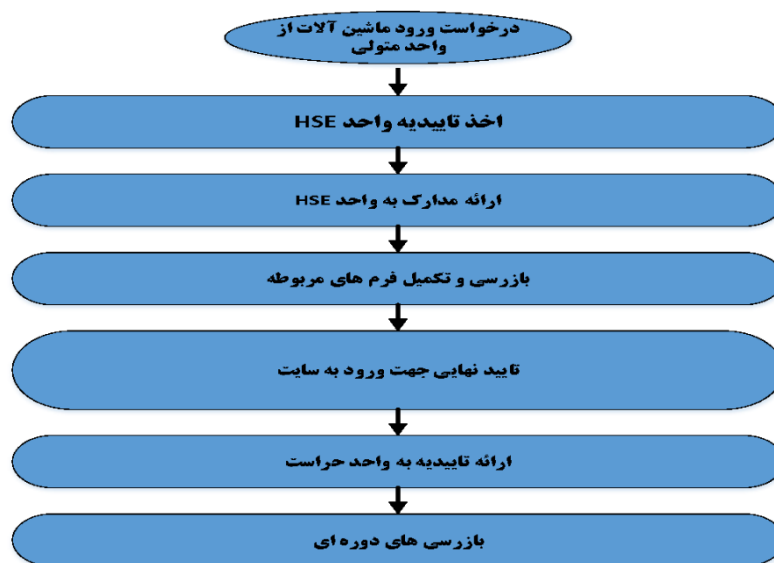 درخواست ورود ماشین آلات از
واحد متولی
اخذ تاییدیه واحد HSE
ارائه مدارک به واحد HSE
بازرسی و تکمیل فرم های مربوطه
تایید نهایی جهت ورود به سایت
ارائه تاییدیه به واحد حراست
بازرسی های دوره ای